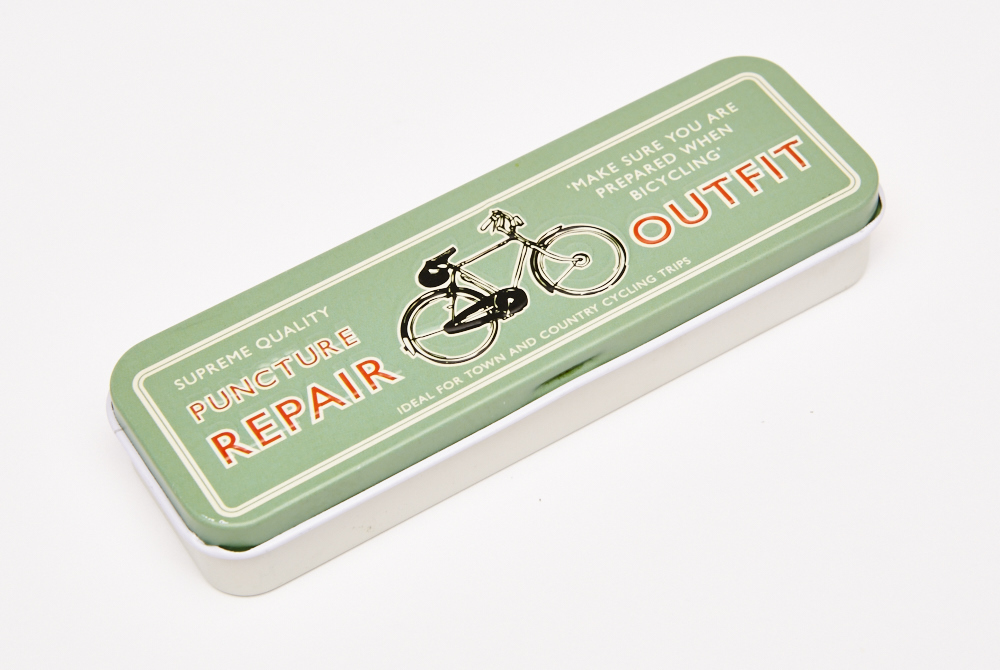 SUPREME QUALITY
PUNCTURE
REPAIR
'MAKE SURE YOU ARE
PREPARED WHEN
BICYCLING'
OUTFIT
IDEAL FOR TOWN AND COUNTRY CYCLING TRIPS